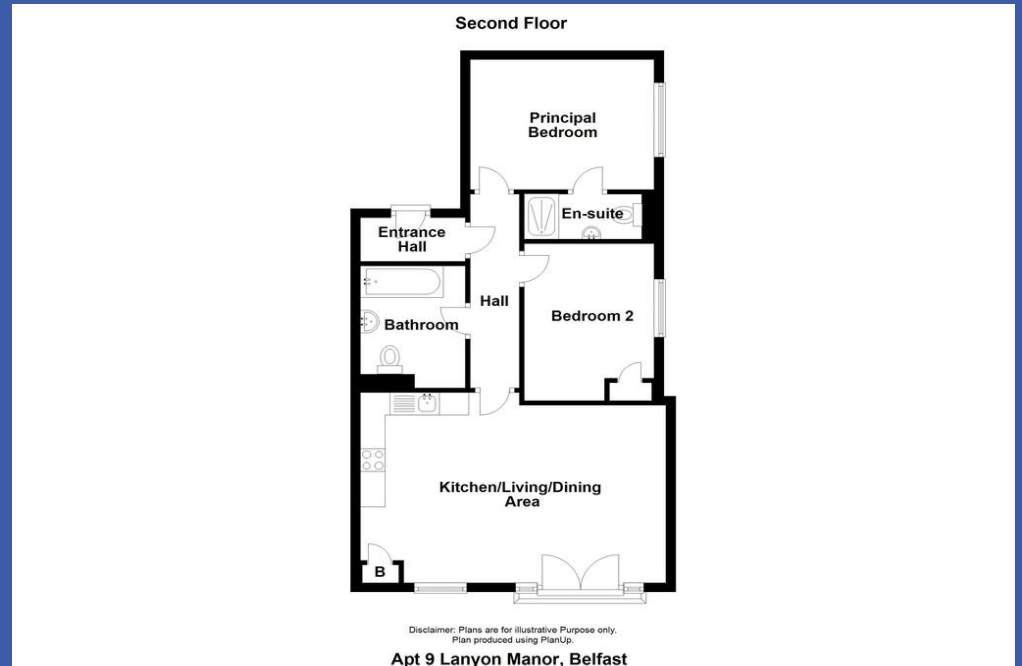 Second Floor
Principal
Bedroom
En-suite
Entrance
Hall
Hall
Bedroom 2
Bathroom
Kitchen/Living/Dining
Area
B
Disclaimer: Plans are for illustrative Purpose only.
Plan produced using PlanUp.
Apt 9 Lanyon Manor, Belfast